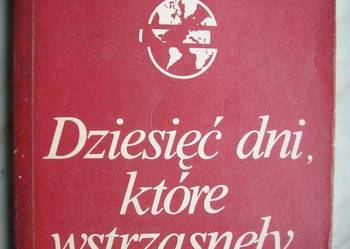 Dziesięć dni,
które
wstrząsnęły